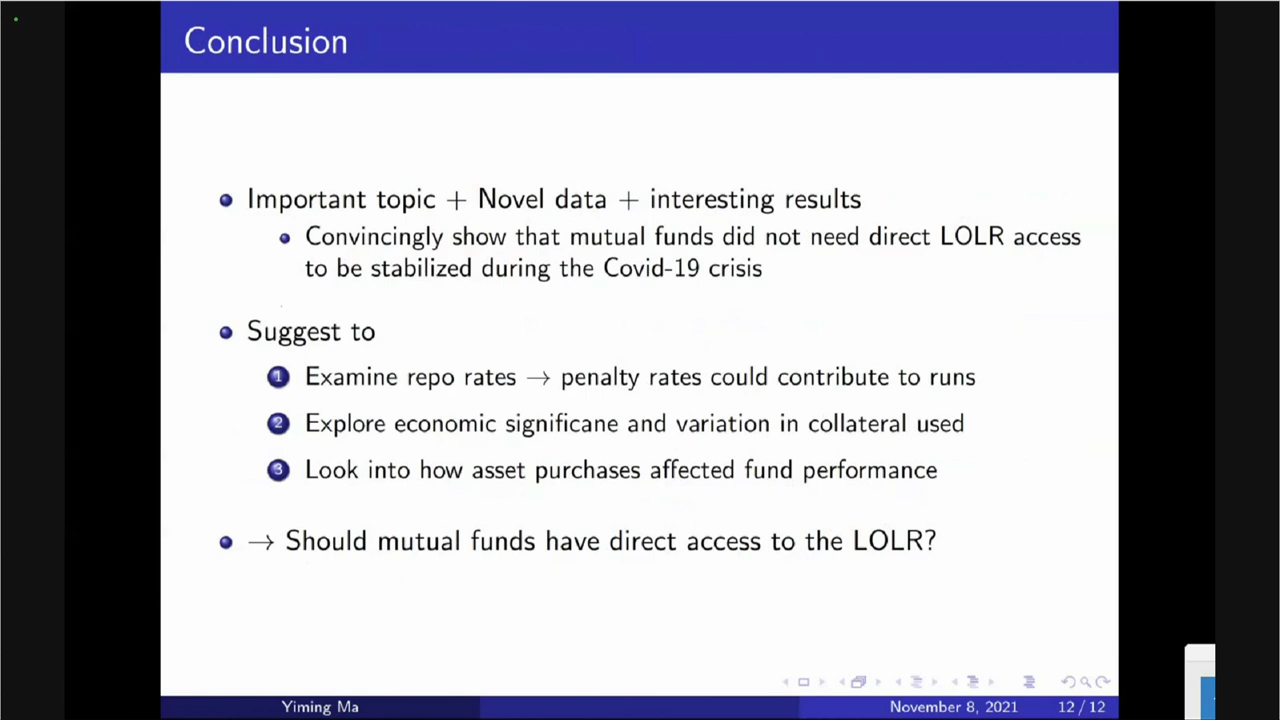 Conclusion
Important topic + Novel data + interesting results
Convincingly show that mutual funds did not need direct LOLR access
to be stabilized during the Covid-19 crisis
Suggest to
1 Examine repo rates → penalty rates could contribute to runs
2 Explore economic significane and variation in collateral used
3 Look into how asset purchases affected fund performance
→ Should mutual funds have direct access to the LOLR?
Yiming Ma November 8, 2021 12 / 12